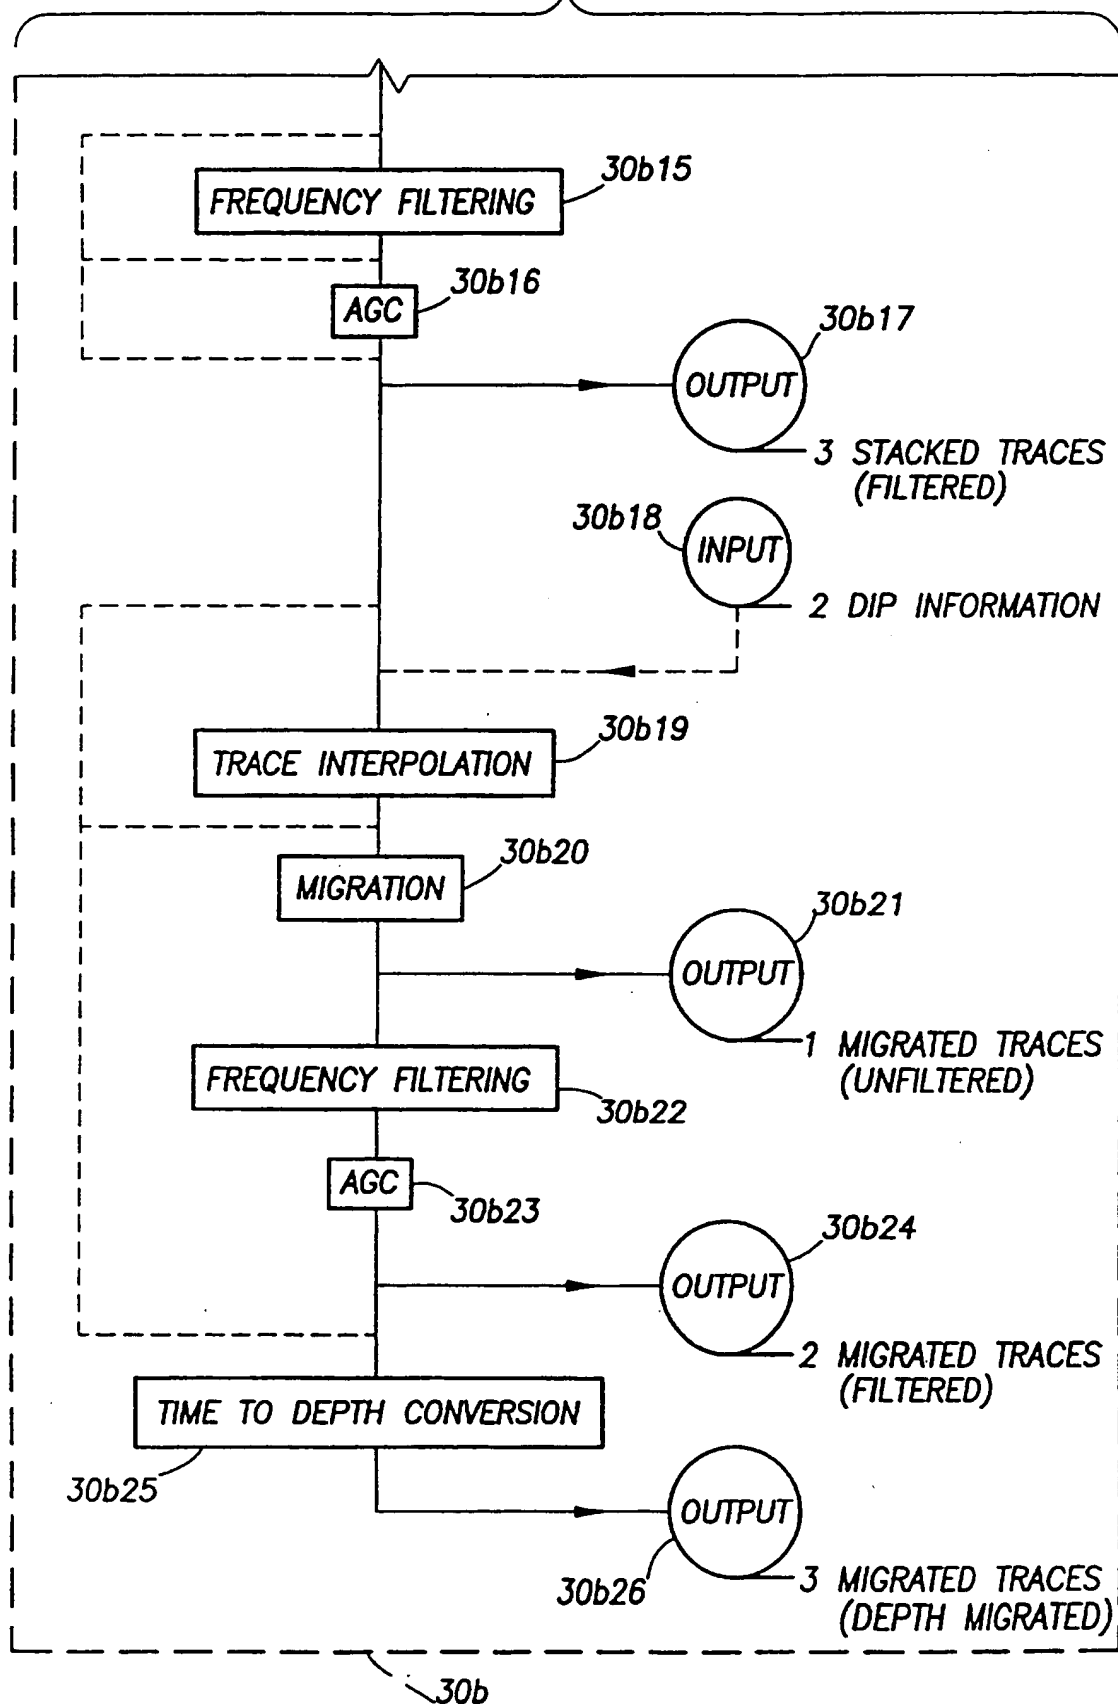 30b15
FREQUENCY FILTERING
30b16
AGC
30b17
OUTPUT
3 STACKED TRACES
(FILTERED)
30b18
INPUT
2 DIP INFORMATION
30b19
TRACE INTERPOLATION
30b20
MIGRATION
30b21
OUTPUT
1 MIGRATED TRACES
(UNFILTERED)
FREQUENCY FILTERING
30b22
AGC
30b23
30b24
OUTPUT
2 MIGRATED TRACES
(FILTERED)
TIME TO DEPTH CONVERSION
30b25
OUTPUT
30b26
3 MIGRATED TRACES
(DEPTH MIGRATED)
30b